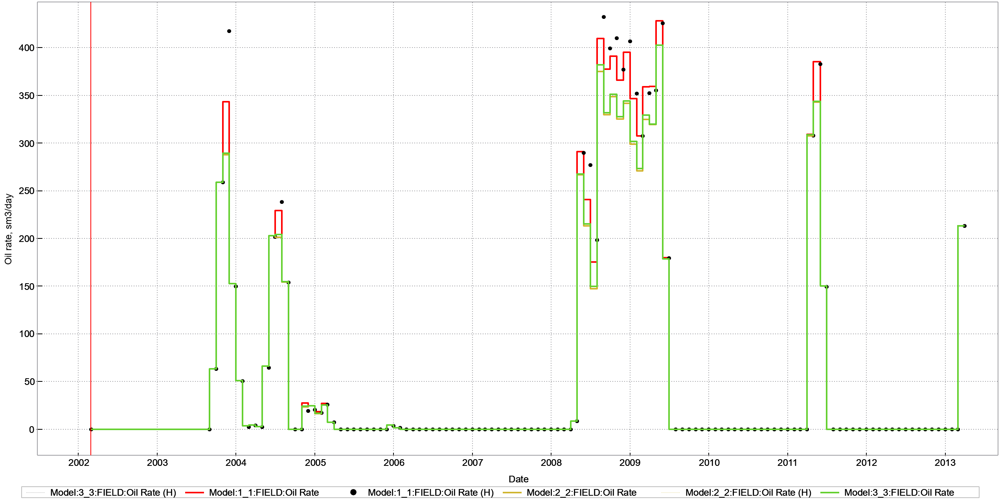 Oil rate, sm3/day
400
350
300
250
200
150
100
50
0
2002 2003 2004 2005 2006 2007 2008 2009 2010 2011 2012 2013
Date
Model:3_3:FIELD:Oil Rate (H) Model:1_1:FIELD:Oil Rate Model:1_1:FIELD:Oil Rate (H) Model:2_2:FIELD:Oil Rate Model:2_2:FIELD:Oil Rate (H) Model:3_3:FIELD:Oil Rate